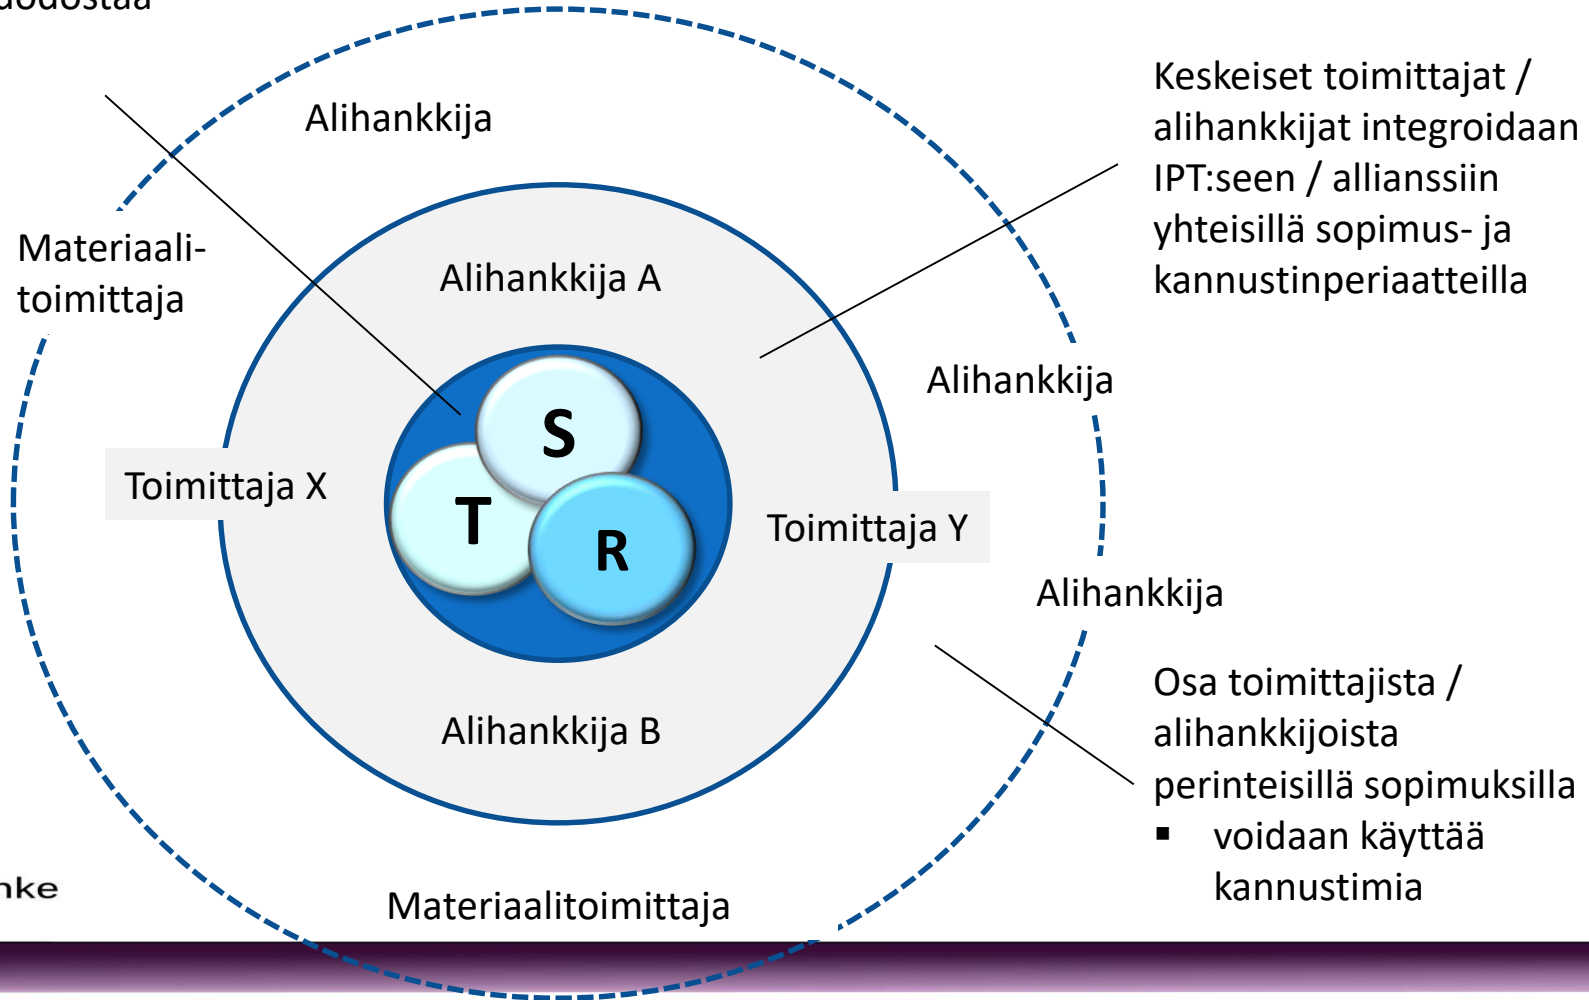 Alihankkija
Keskeiset toimittajat /
alihankkijat integroidaan
IPT:seen / allianssiin
yhteisillä sopimus- ja
kannustinperiaatteilla
Materiaali-
toimittaja
Alihankkija A
Alihankkija
S
T
R
Toimittaja X
Toimittaja Y
Alihankkija
Alihankkija B
Osa toimittajista /
alihankkijoista
perinteisillä sopimuksilla
▪ voidaan käyttää
kannustimia
Materiaalitoimittaja